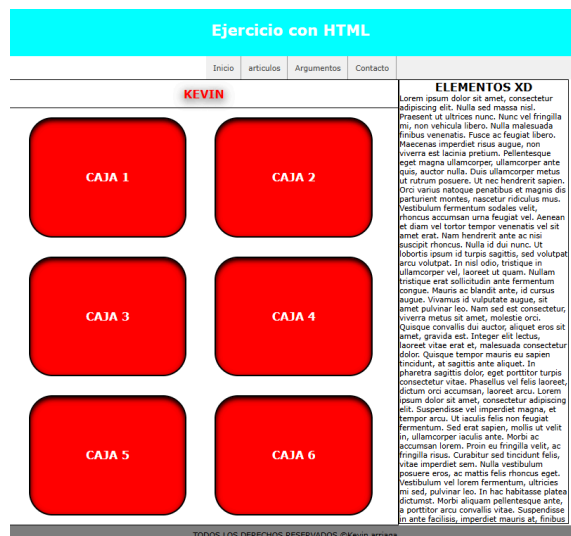 Ejercicio con HTML
Inicio articulos Argumentos Contacto
KEVIN
CAJA 1 CAJA 2
CAJA 3 CAJA 4
CAJA 5 CAJA 6
ELEMENTOS XD
Lorem ipsum dolor sit amet, consectetur
adipiscing elit. Nulla sed massa nisl.
Praesent ut ultrices nunc. Nunc vel fringilla
mi, non vehicula libero. Nulla malesuada
finibus venenatis. Fusce ac feugiat libero.
Maecenas imperdiet risus augue, non
viverra est lacinia pretium. Pellentesque
eget magna ullamcorper, ullamcorper ante
quis, auctor nulla. Duis ullamcorper metus
ut rutrum posuere. Ut nec hendrerit sapien.
Orci varius natoque penatibus et magnis dis
parturient montes, nascetur ridiculus mus.
Vestibulum fermentum sodales velit,
rhoncus accumsan urna feugiat vel. Aenean
et diam vel tortor tempor venenatis vel sit
amet erat. Nam hendrerit ante ac nisi
suscipit rhoncus. Nulla id dui nunc. Ut
lobortis ipsum id turpis sagittis, sed volutpat
arcu volutpat. In nisl odio, tristique in
ullamcorper vel, laoreet ut quam. Nullam
tristique erat sollicitudin ante fermentum
congue. Mauris ac blandit ante, id cursus
augue. Vivamus id vulputate augue, sit
amet pulvinar leo. Nam sed est consectetur,
viverra metus sit amet, molestie orci.
Quisque convallis dui auctor, aliquet eros sit
amet, gravida est. Integer elit lectus,
laoreet vitae erat et, malesuada consectetur
dolor. Quisque tempor mauris eu sapien
tincidunt, at sagittis ante aliquet. In
pharetra sagittis dolor, eget porttitor turpis
consectetur vitae. Phasellus vel felis laoreet,
dictum orci accumsan, laoreet arcu. Lorem
ipsum dolor sit amet, consectetur adipiscing
elit. Suspendisse vel imperdiet magna, et
tempor arcu. Ut iaculis felis non feugiat
fermentum. Sed erat sapien, mollis ut velit
in, ullamcorper iaculis ante. Morbi ac
accumsan lorem. Proin eu fringilla velit, ac
fringilla risus. Curabitur sed tincidunt felis,
vitae imperdiet sem. Nulla vestibulum
posuere eros, ac mattis felis rhoncus eget.
Vestibulum vel lorem fermentum, ultricies
mi sed, pulvinar leo. In hac habitasse platea
dictumst. Morbi aliquam pellentesque ante,
a porttitor arcu convallis vitae. Suspendisse
in ante facilisis, imperdiet mauris at, finibus
TODOS LOS DERECHOS RESERVADOS ©Kevin arriaga